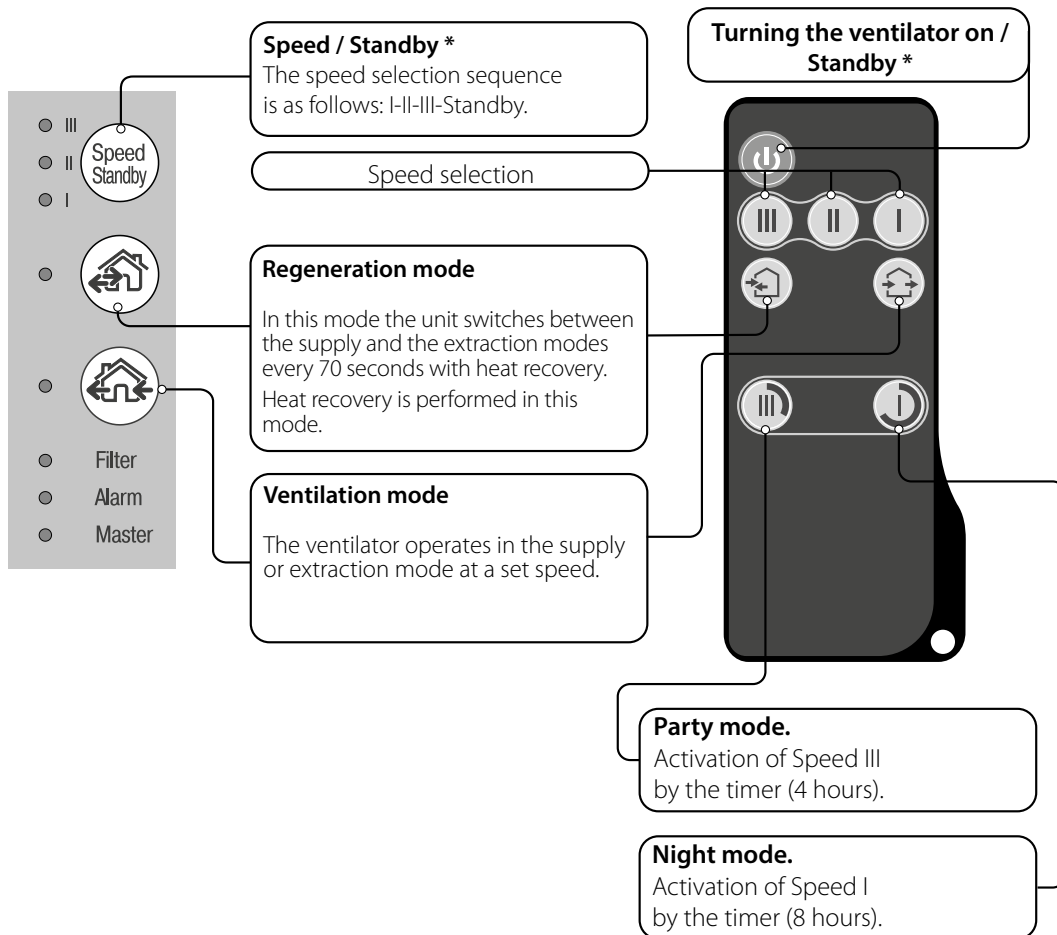 Speed / Standby *
The speed selection sequence
is as follows: I-II-III-Standby.
Turning the ventilator on /
Standby *
III
II
I
Speed
Standby
Speed selection
III
II
I
Regeneration mode
In this mode the unit switches between
the supply and the extraction modes
every 70 seconds with heat recovery.
Heat recovery is performed in this
mode.
III
I
Filter
Alarm
Master
Ventilation mode
The ventilator operates in the supply
or extraction mode at a set speed.
Party mode.
Activation of Speed III
by the timer (4 hours).
Night mode.
Activation of Speed I
by the timer (8 hours).